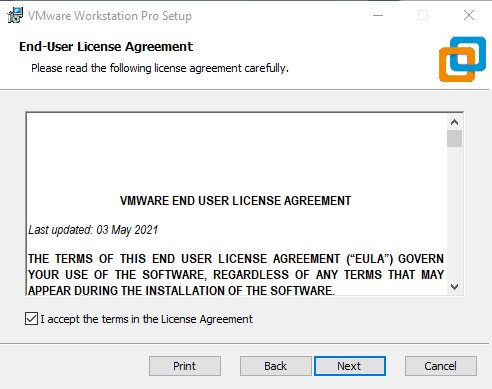 VMware Workstation Pro Setup
End-User License Agreement
Please read the following license agreement carefully.
VMWARE END USER LICENSE AGREEMENT
Last updated: 03 May 2021
THE TERMS OF THIS END USER LICENSE AGREEMENT (“EULA”) GOVERN
YOUR USE OF THE SOFTWARE, REGARDLESS OF ANY TERMS THAT MAY
APPEAR DURING THE INSTALLATION OF THE SOFTWARE.
I accept the terms in the License Agreement
Print Back Next Cancel